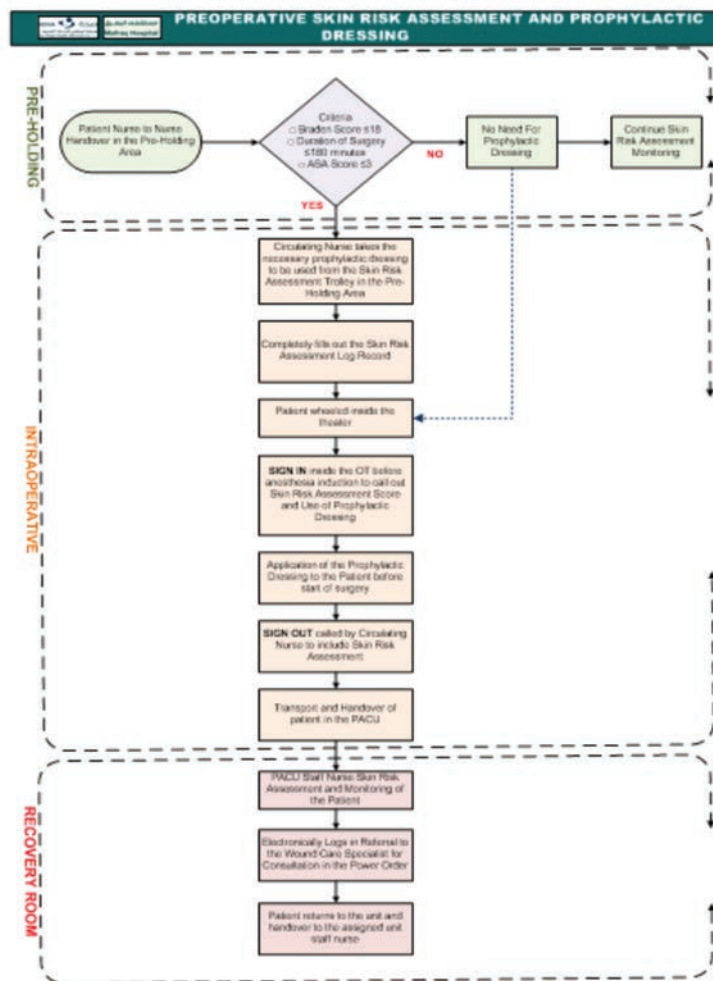 PREOPERATIVE SKIN RISK ASSESSMENT AND PROPHYLACTIC
DRESSING
Mafraq Hospital
PRE-HOLDING
Patient Nurse to Nurse
Handover in the Pre-Holding
Area
Criteria
○ Braden Score ≤18
○ Duration of Surgery
≤180 minutes
○ ASA Score ≤3
NO
No Need For
Prophylactic
Dressing
Continue Skin
Risk Assessment
Monitoring
YES
INTRAOPERATIVE
Circulating Nurse takes the
necessary prophylactic dressing
to be used from the Skin Risk
Assessment Trolley in the Pre-
Holding Area
Completely fills out the Skin Risk
Assessment Log Record
Patient wheeled inside the
theater
SIGN IN inside the OT before
anesthesia induction to call out
Skin Risk Assessment Score
and Use of Prophylactic
Dressing
Application of the Prophylactic
Dressing to the Patient before
start of surgery
SIGN OUT called by Circulating
Nurse to include Skin Risk
Assessment
Transport and Handover of
patient in the PACU
RECOVERY ROOM
PACU Staff Nurse Skin Risk
Assessment and Monitoring of
the Patient
Electronically Logs in Referral to
the Wound Care Specialist for
Consultation in the Power Order
Patient returns to the unit and
handover to the assigned unit
staff nurse